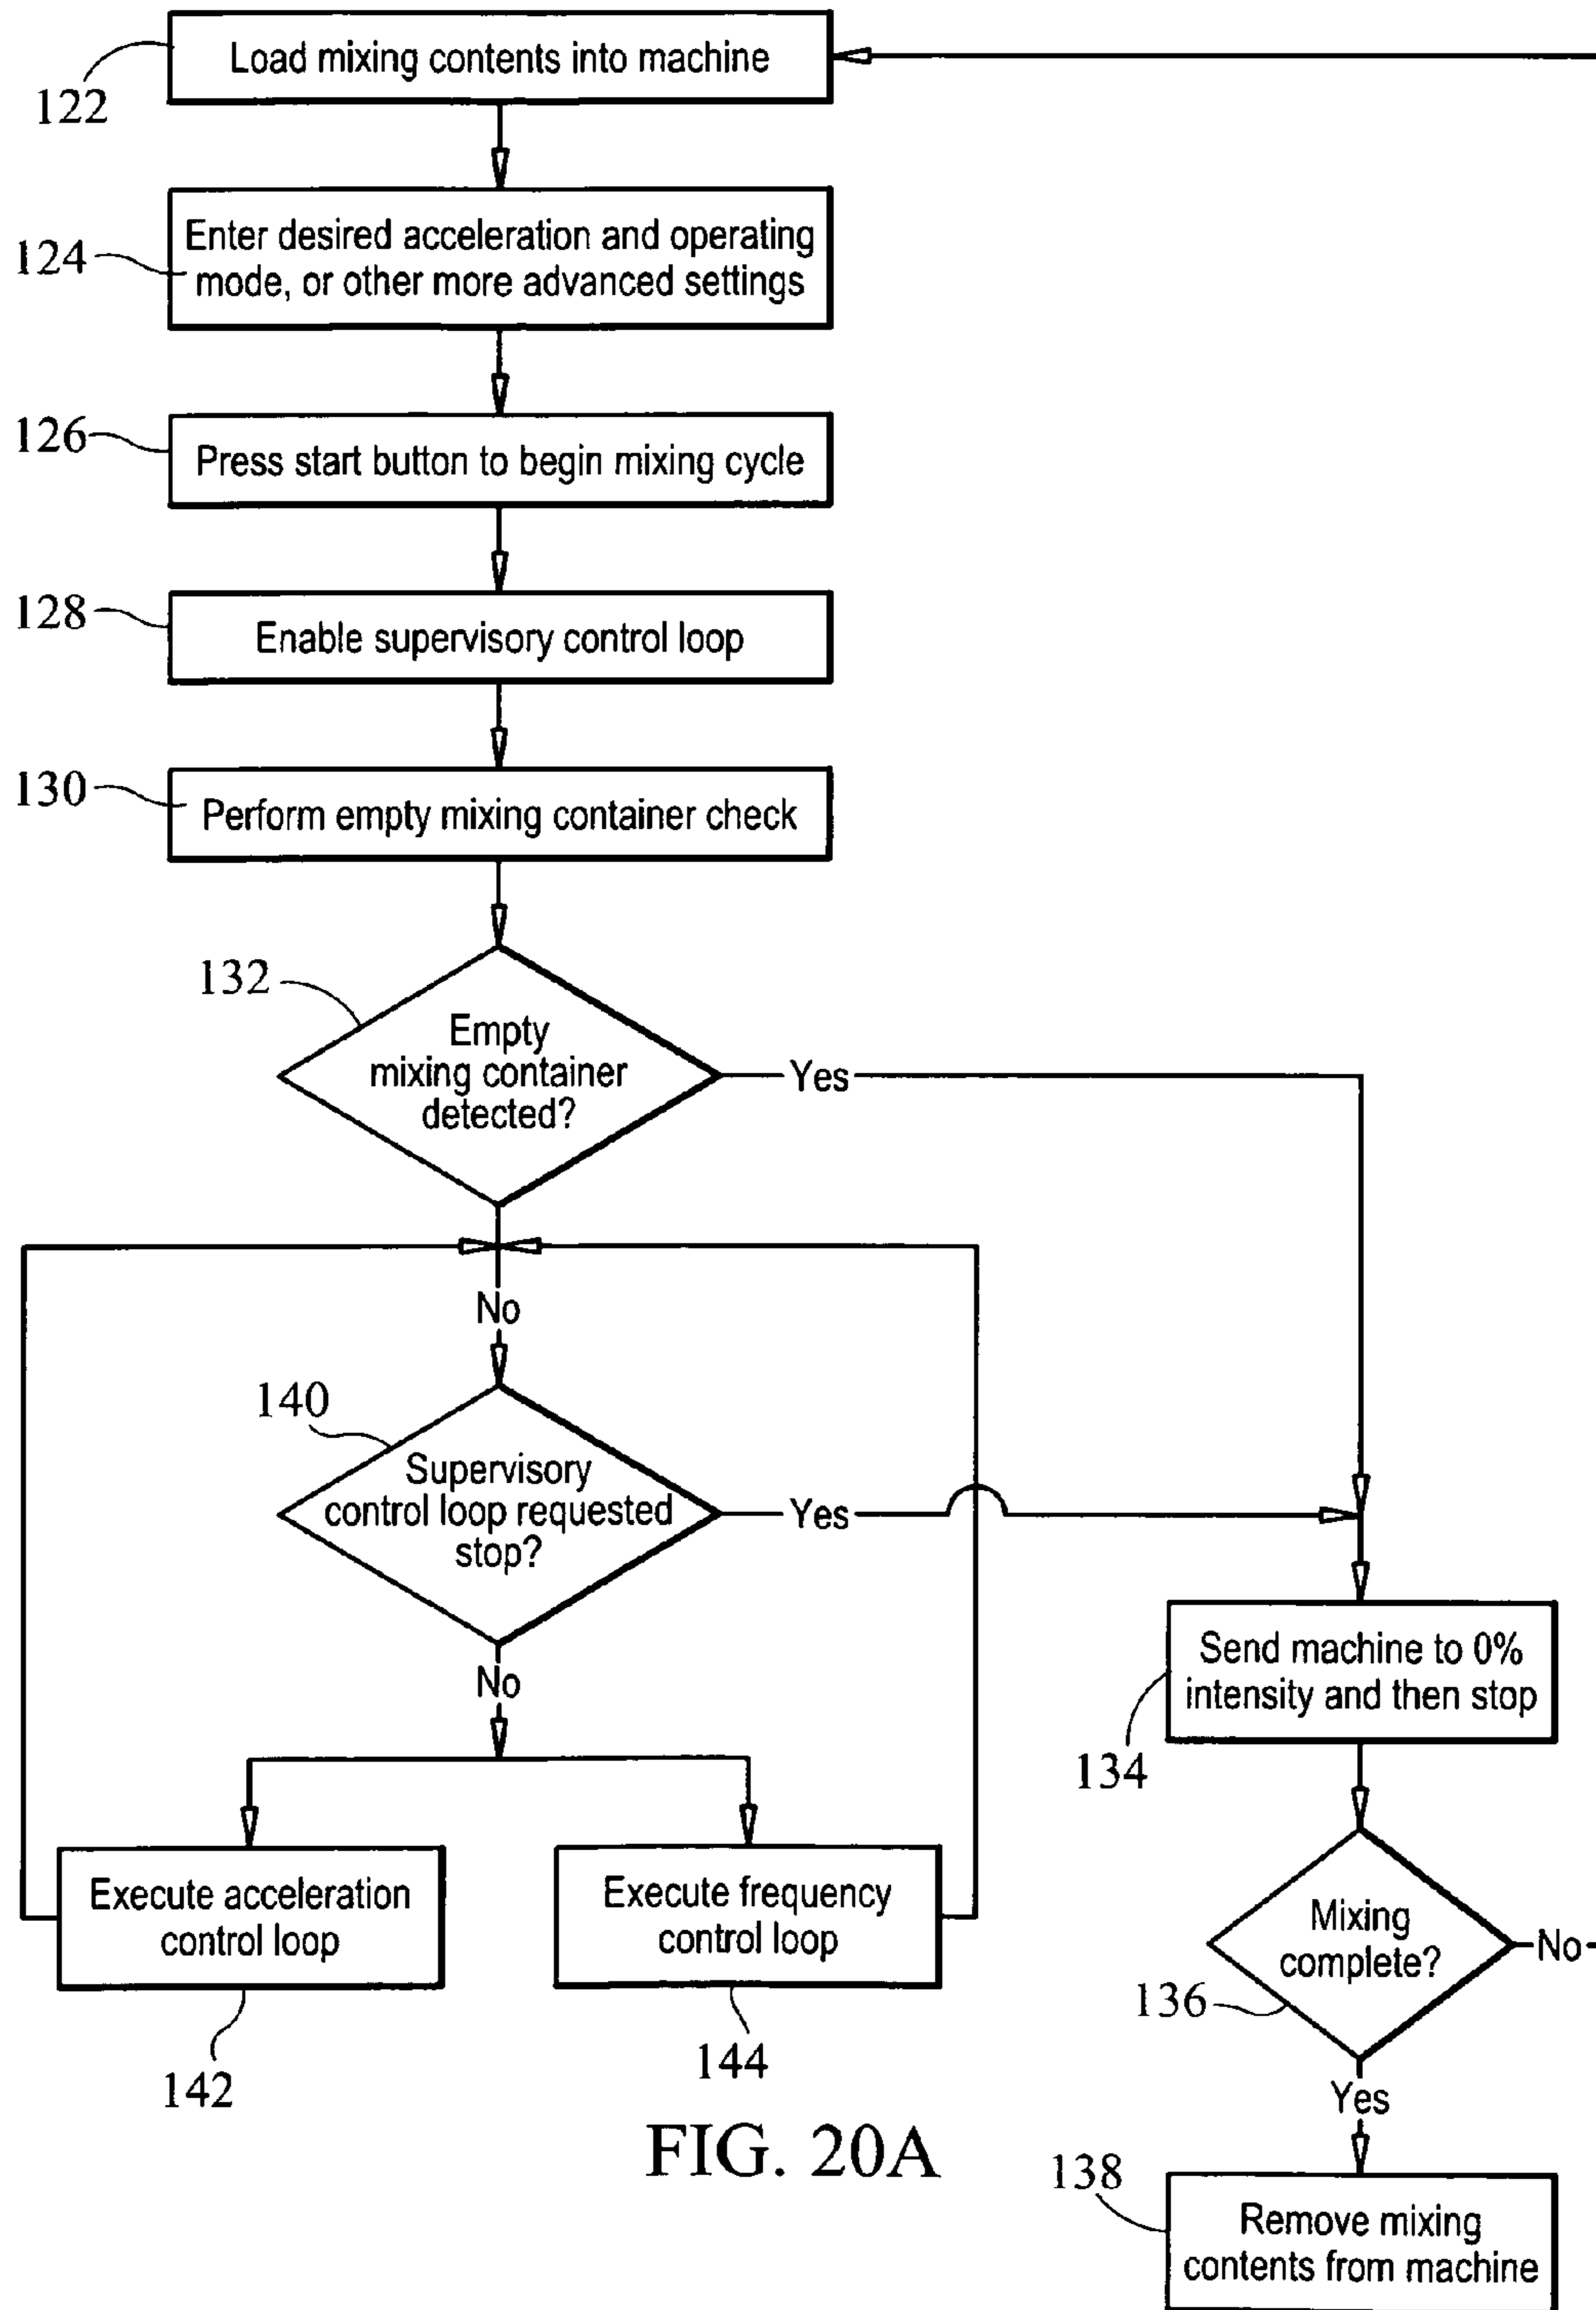 Load mixing contents into machine
122
Enter desired acceleration and operating
mode, or other more advanced settings
124
126
Press start button to begin mixing cycle
128
Enable supervisory control loop
130
Perform empty mixing container check
132
Empty
mixing container
detected?
Yes
No
140
Supervisory
control loop requested
stop?
Yes
No
Send machine to 0%
intensity and then stop
134
Execute acceleration
control loop
142
Execute frequency
control loop
144
Mixing
complete?
No
136
Yes
FIG. 20A
138
Remove mixing
contents from machine